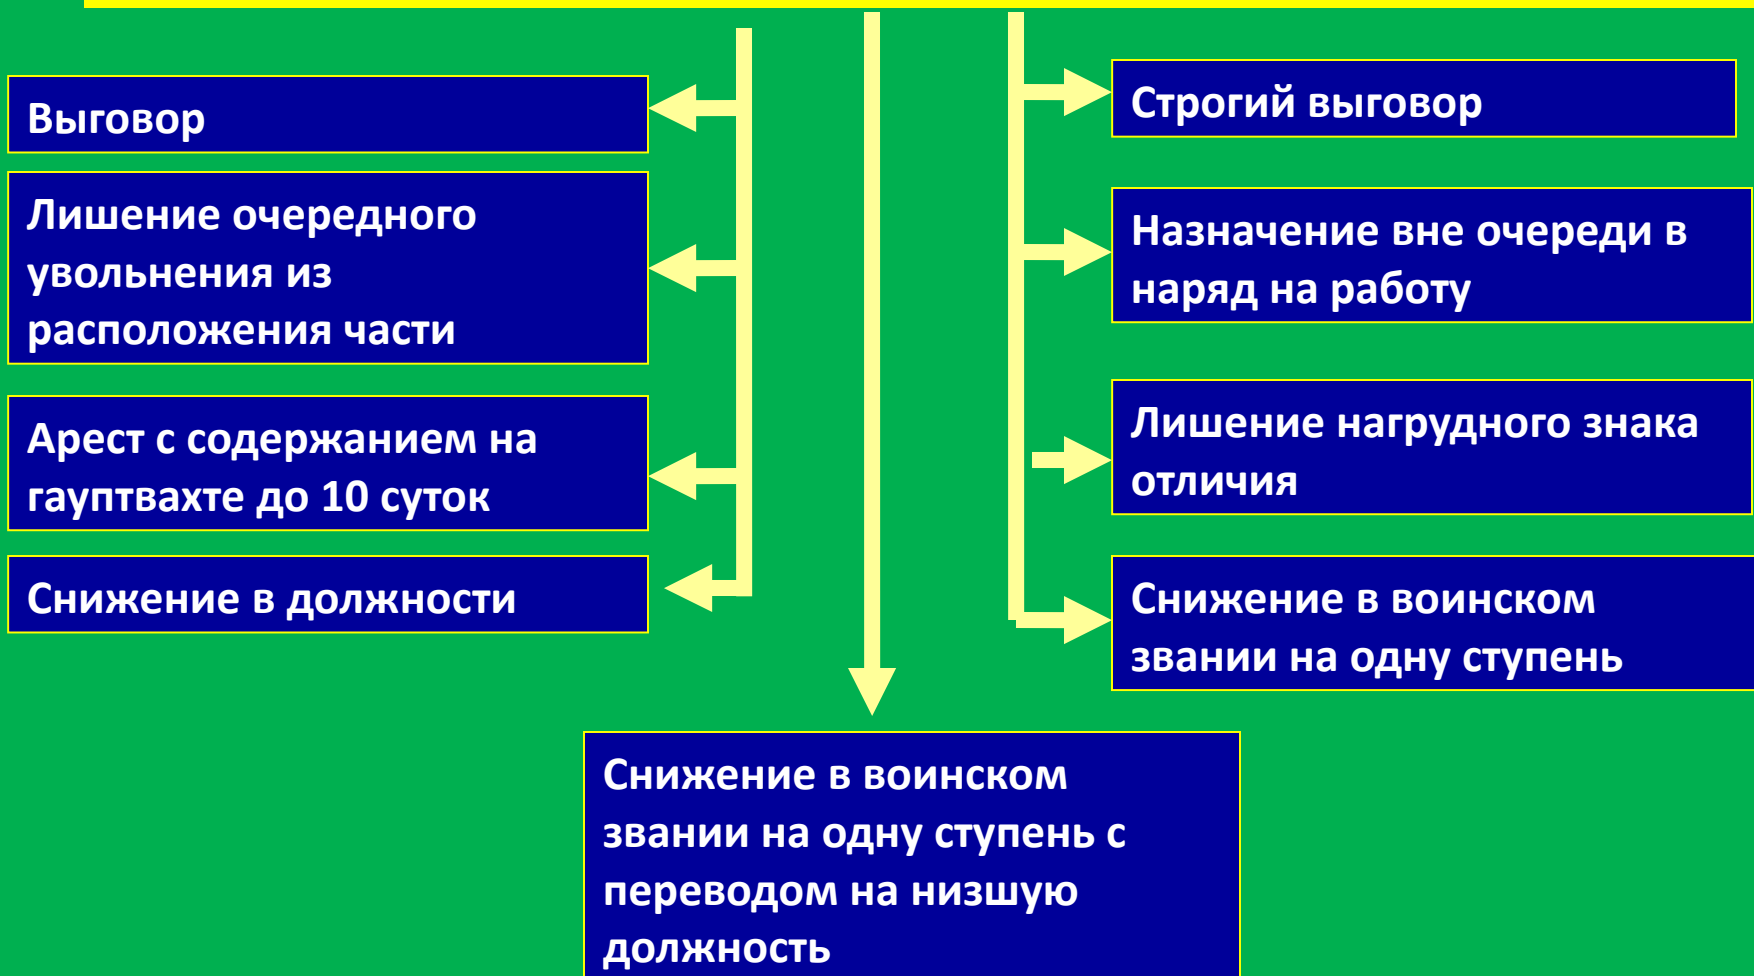 Выговор
Строгий выговор
Лишение очередного
увольнения из
расположения части
Назначение вне очереди в
наряд на работу
Арест с содержанием на
гауптвахте до 10 суток
Лишение нагрудного знака
отличия
Снижение в должности
Снижение в воинском
звании на одну ступень
Снижение в воинском
звании на одну ступень с
переводом на низшую
должность